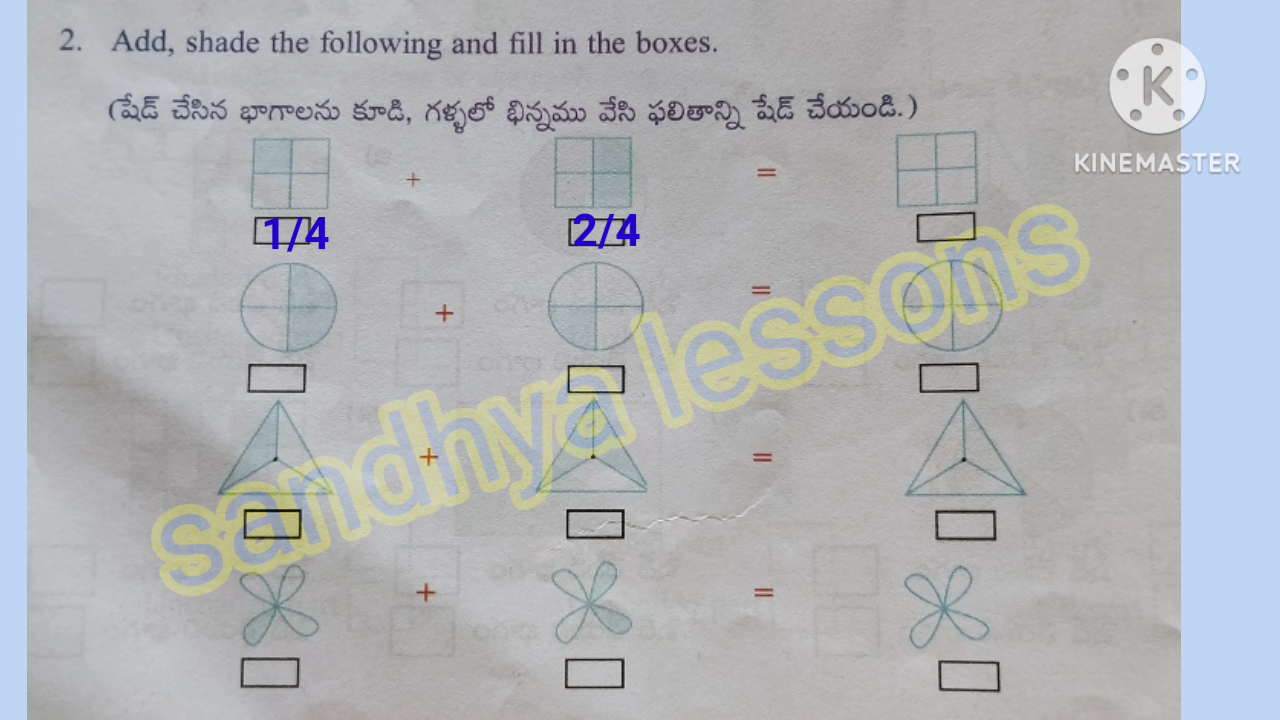 2. Add, shade the following and fill in the boxes.
(షేడ్ చేసిన భాగాలను కూడి, గళ్ళలో భిన్నము వేసి ఫలితాన్ని షేడ్ చేయండి.)
K
KINEMASTER
+ =
1/4 2/4
+ =
+ =
+ =
sandhya lessons